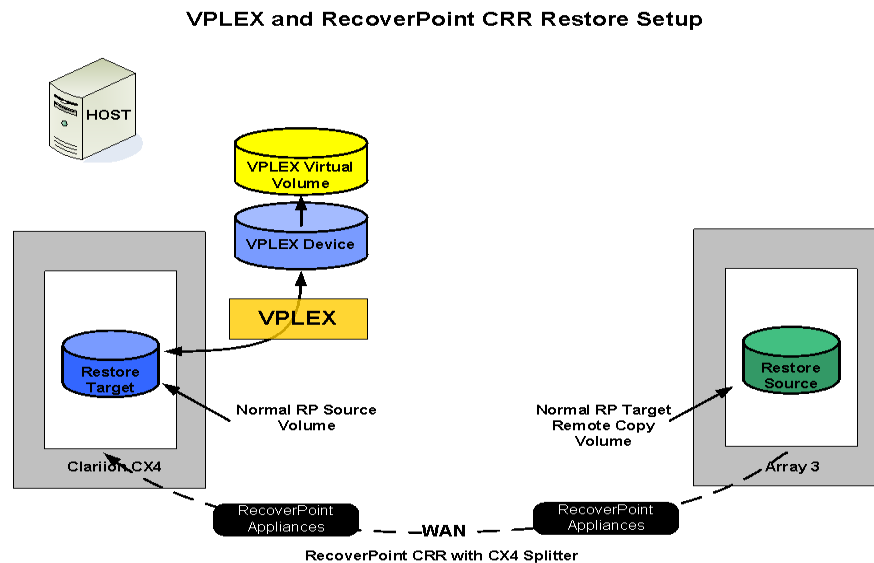 VPLEX and RecoverPoint CRR Restore Setup
HOST
VPLEX Virtual
Volume
VPLEX Device
VPLEX
Restore
Target
Restore
Source
Normal RP Source
Volume
Normal RP Target
Remote Copy
Volume
Clariion CX4
Array 3
RecoverPoint
Appliances
WAN
RecoverPoint
Appliances
RecoverPoint CRR with CX4 Splitter